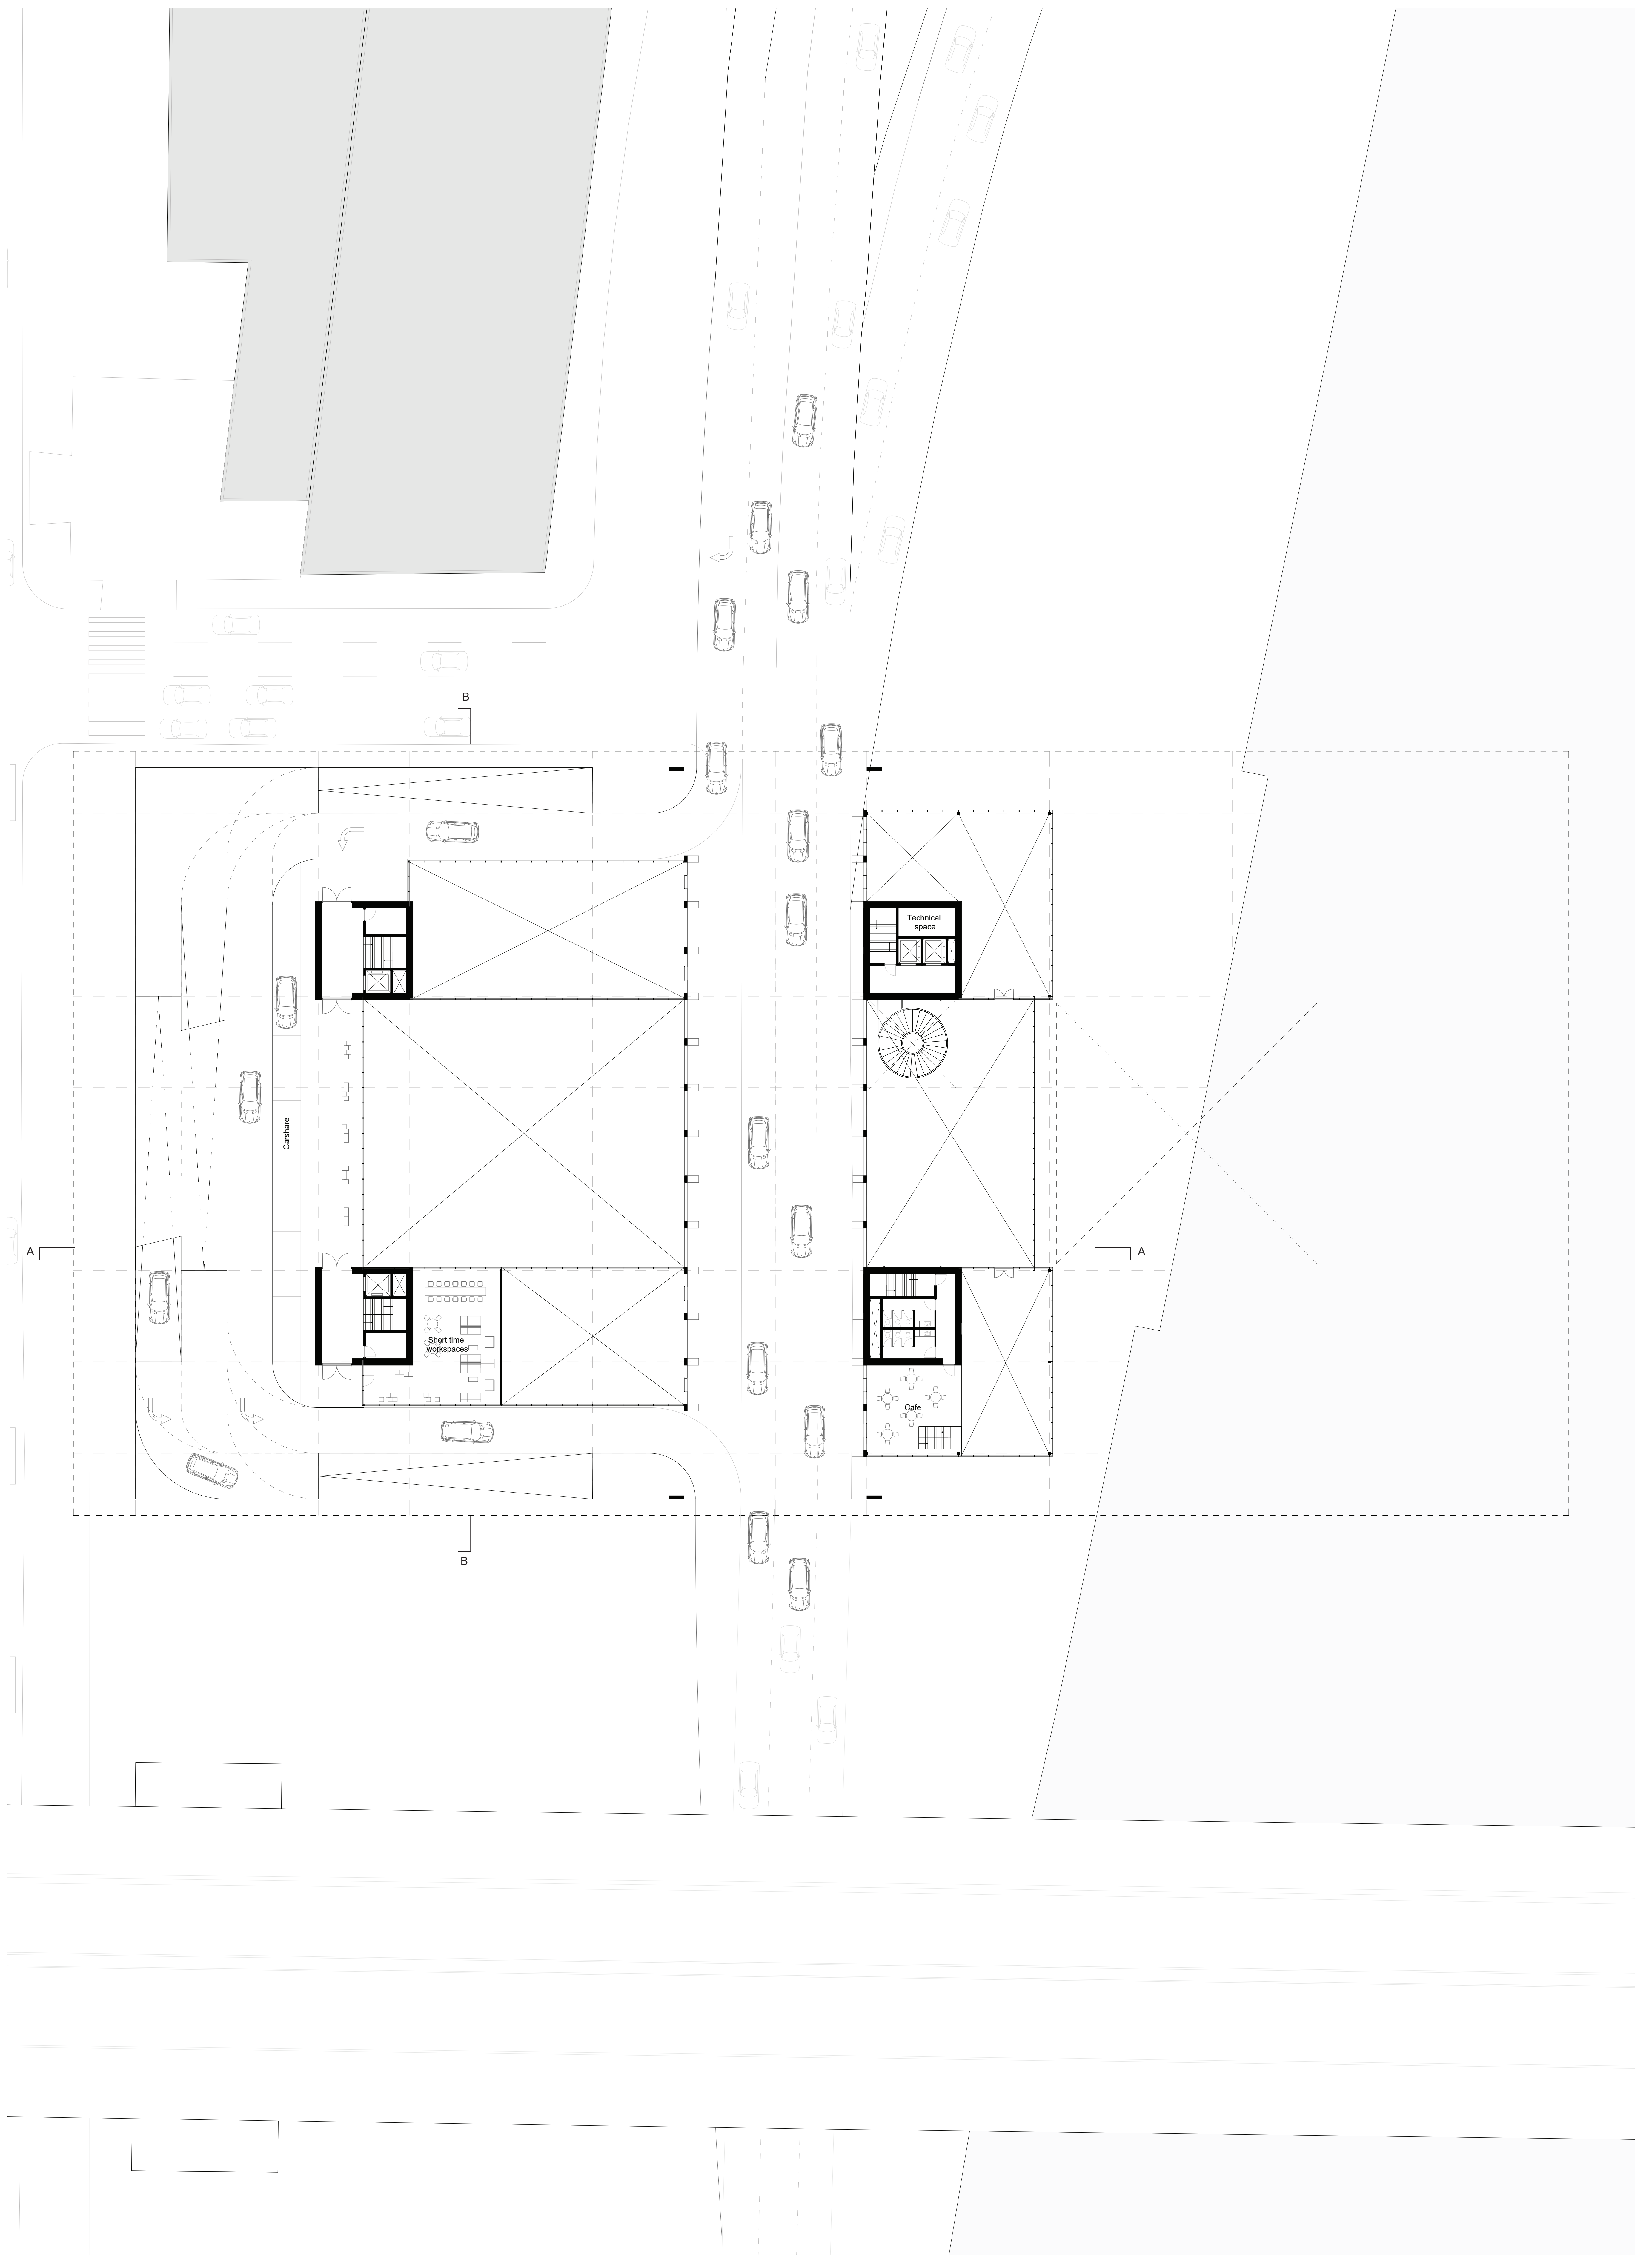 B
Technical
space
Carshare
A
A
Short time
workspaces
Cafe
B